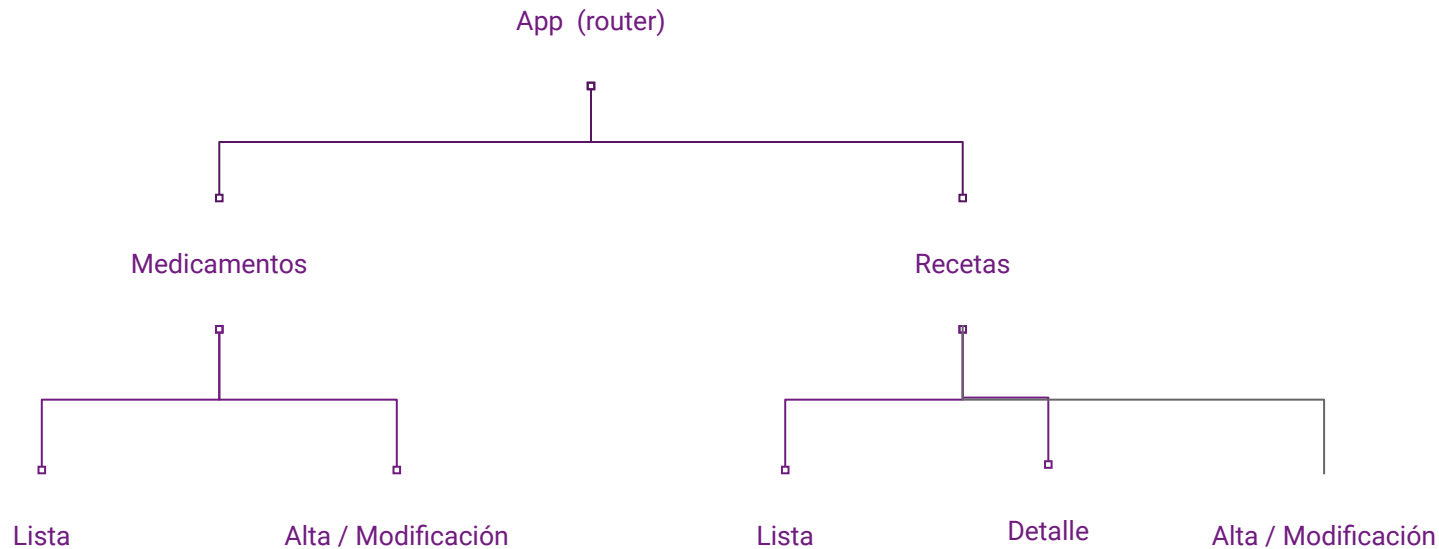 App  (router)
Medicamentos
Recetas
Lista
Alta / Modificación
Lista
Detalle
Alta / Modificación